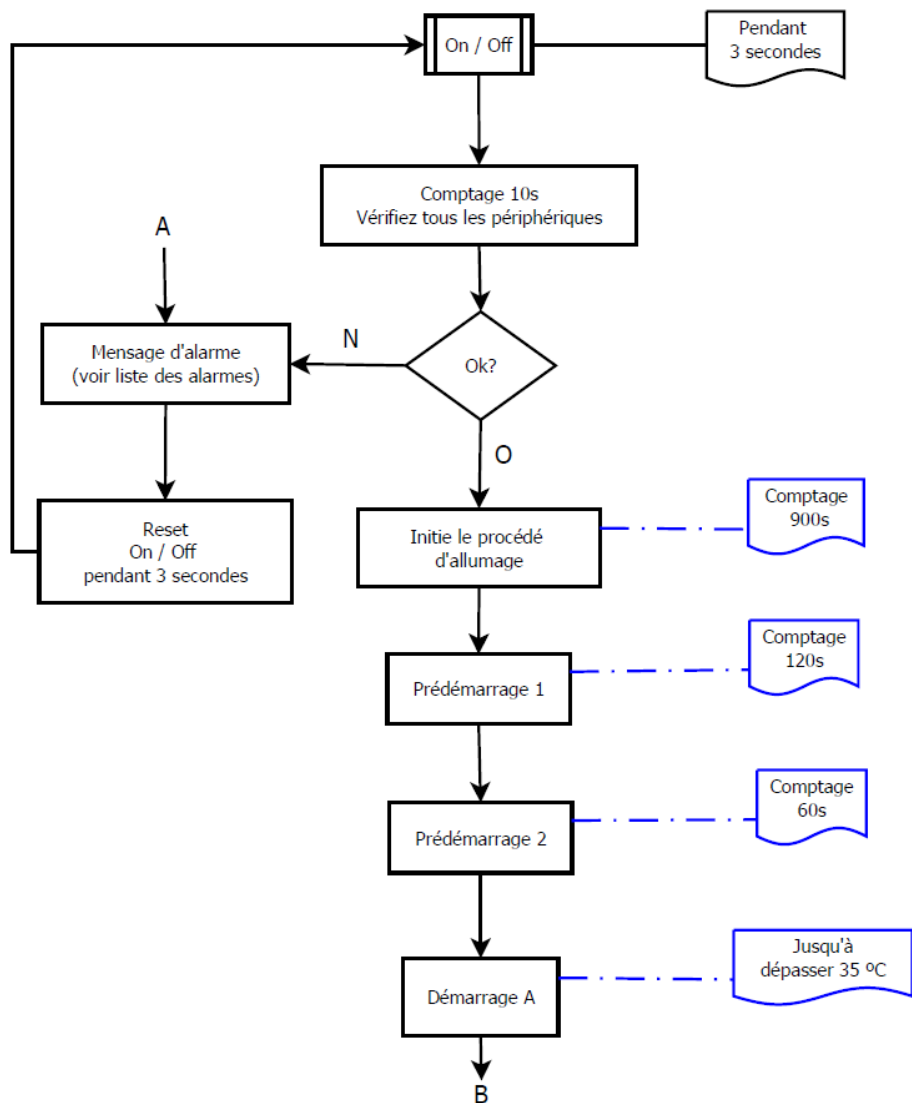 On / Off
Pendant
3 secondes
Comptage 10s
Vérifiez tous les périphériques
A
Mensage d'alarme
(voir liste des alarmes)
N
Ok?
O
Reset
On / Off
pendant 3 secondes
Initie le procédé
d'allumage
Comptage
900s
Prédémarrage 1
Comptage
120s
Prédémarrage 2
Comptage
60s
Démarrage A
Jusqu'à
dépasser 35 ºC
B